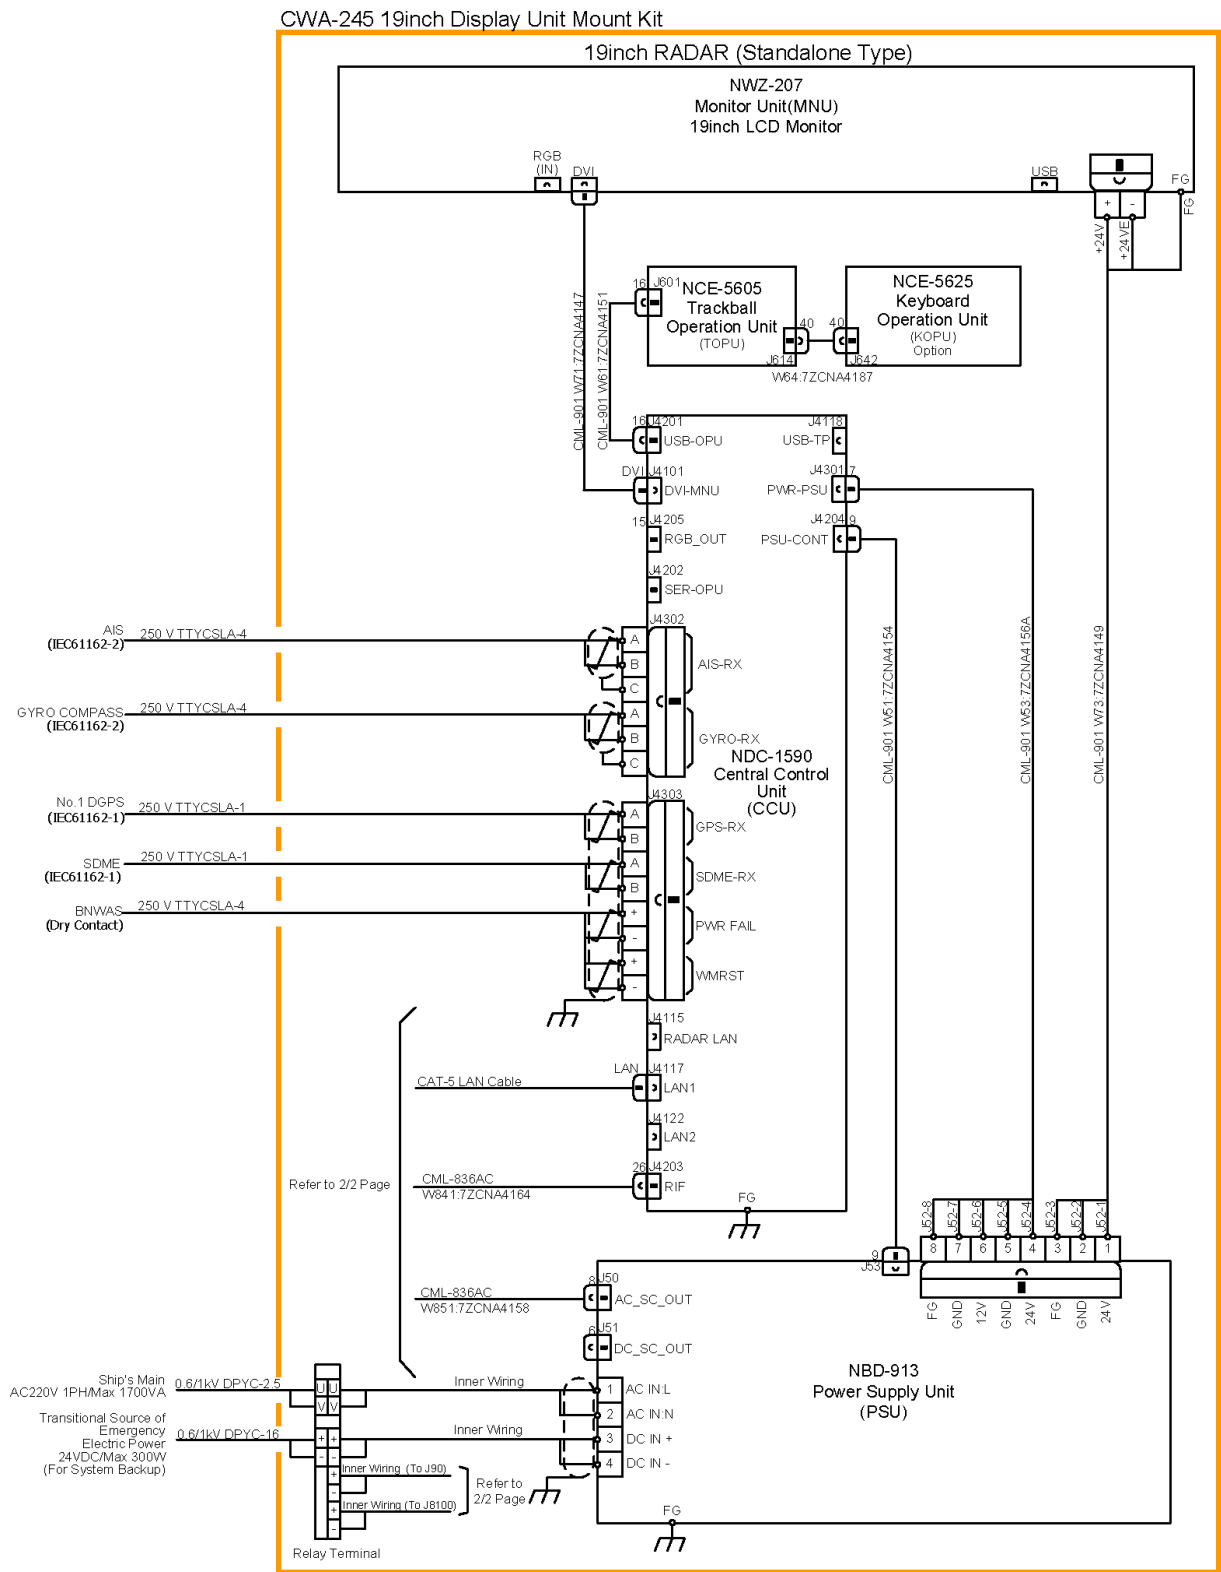 CWA-245 19inch Display Unit Mount Kit
19inch RADAR (Standalone Type)
NWZ-207
Monitor Unit(MNU)
19inch LCD Monitor
RGB
(IN)
DVI
USB
FG
FG
+
-
+24V
+24VE
CML-901 W71:7ZCNA4147
CML-901 W61:7ZCNA4151
16
J601
NCE-5605
Trackball
Operation Unit
(TOPU)
40
J614
W64:7ZCNA4187
40
J642
NCE-5625
Keyboard
Operation Unit
(KOPU)
Option
16
J4201
USB-OPU
J4118
USB-TP
DVI
J4101
DVI-MNU
J4301
7
PWR-PSU
15
J4205
RGB_OUT
J4204
9
PSU-CONT
J4202
SER-OPU
AIS
(IEC61162-2)
250 V TTYCSLA-4
J4302
A
B
C
AIS-RX
GYRO COMPASS
(IEC61162-2)
250 V TTYCSLA-4
A
B
C
GYRO-RX
NDC-1590
Central Control
Unit
(CCU)
CML-901 W51:7ZCNA4154
CML-901 W53:7ZCNA4156A
CML-901 W73:7ZCNA4149
No.1 DGPS
(IEC61162-1)
250 V TTYCSLA-1
J4303
A
B
GPS-RX
SDME
(IEC61162-1)
250 V TTYCSLA-1
A
B
SDME-RX
BNWAS
(Dry Contact)
250 V TTYCSLA-4
+
-
PWR FAIL
+
-
WMRST
J4115
RADAR LAN
CAT-5 LAN Cable
LAN
J4117
LAN1
J4122
LAN2
Refer to 2/2 Page
CML-836AC
W841:7ZCNA4164
26
J4203
RIF
FG
J52-8
J52-7
J52-6
J52-5
J52-4
J52-3
J52-2
J52-1
8
7
6
5
4
3
2
1
9
J53
FG
GND
12V
GND
24V
FG
GND
24V
CML-836AC
W851:7ZCNA4158
8
J50
AC_SC_OUT
6
J51
DC_SC_OUT
NBD-913
Power Supply Unit
(PSU)
Ship's Main
AC220V 1PH/Max 1700VA
0.6/1kV DPYC-2.5
U
U
V
V
Inner Wiring
1
AC IN:L
2
AC IN:N
Transitional Source of
Emergency
Electric Power
24VDC/Max 300W
(For System Backup)
0.6/1kV DPYC-16
+
+
-
-
Inner Wiring
3
DC IN +
4
DC IN -
+
Inner Wiring (To J90)
-
+
Inner Wiring (To J8100)
-
Refer to
2/2 Page
FG
Relay Terminal